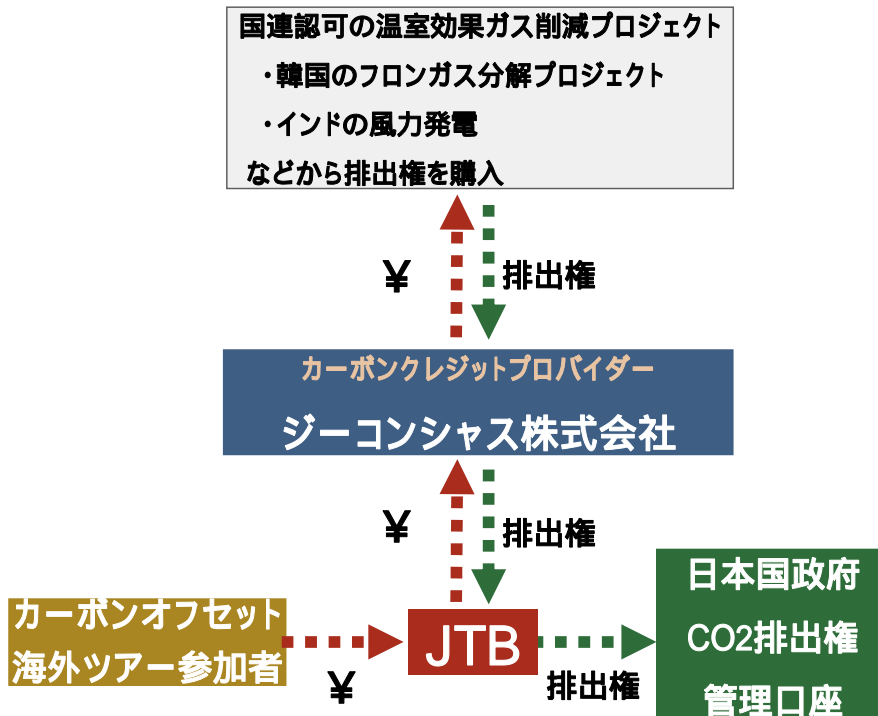 国連認可の温室効果ガス削減プロジェクト
・韓国のフロンガス分解プロジェクト
・インドの風力発電
などから排出権を購入
¥
排出権
カーボンクレジットプロバイダー
ジーコンシャス株式会社
¥
排出権
カーボンオフセット
海外ツアー参加者
¥
JTB
排出権
日本国政府
CO2排出権
管理口座